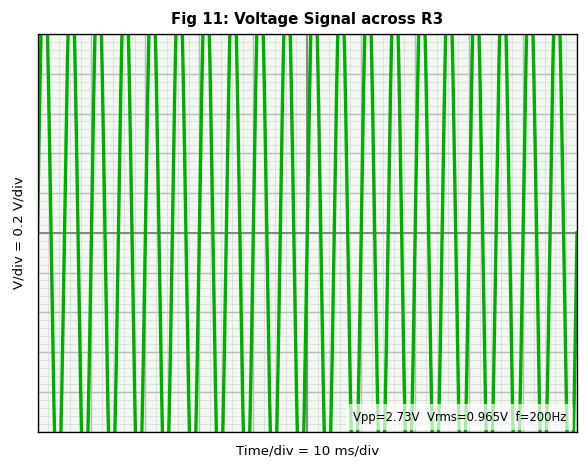 Fig 11: Voltage Signal across R3
V/div = 0.2 V/div
Vpp=2.73V  Vrms=0.965V  f=200Hz
Time/div = 10 ms/div